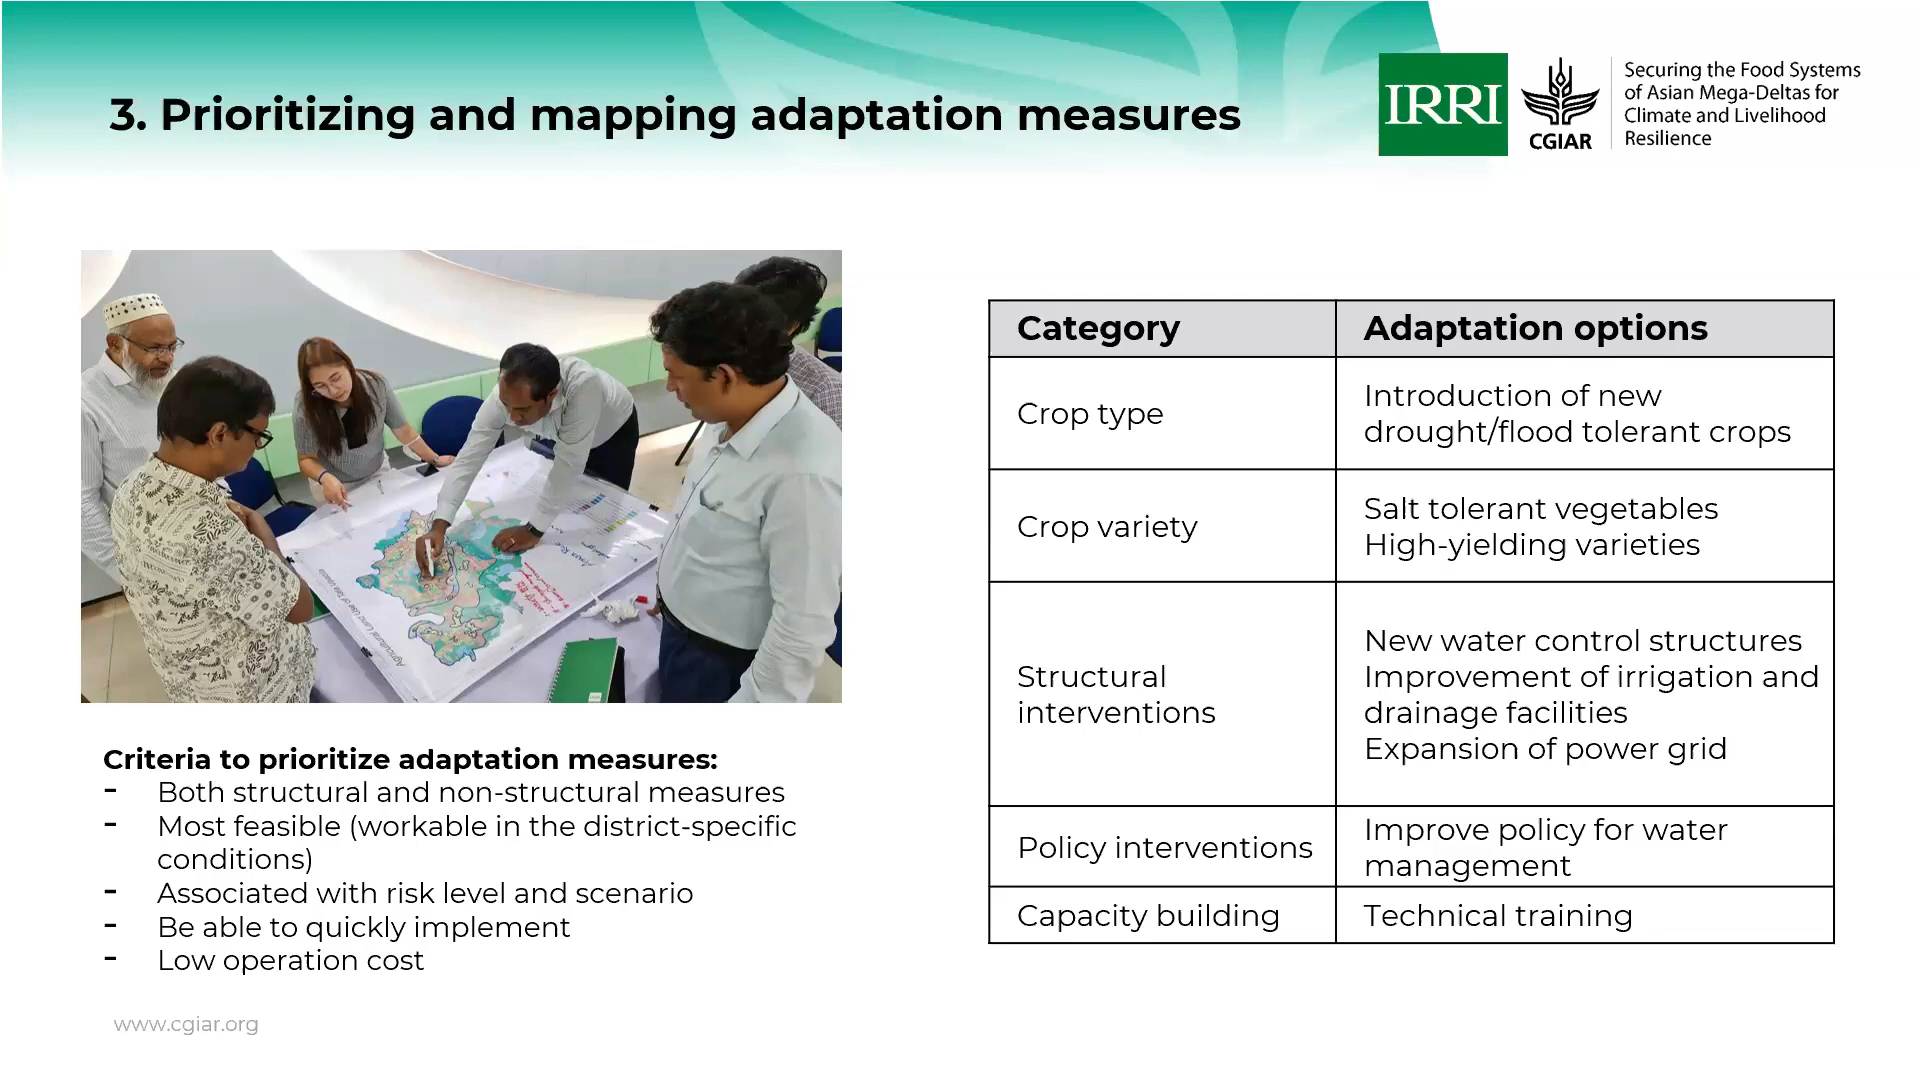 3. Prioritizing and mapping adaptation measures
IRRI
CGIAR
Securing the Food Systems
of Asian Mega-Deltas for
Climate and Livelihood
Resilience
Criteria to prioritize adaptation measures:
- Both structural and non-structural measures
- Most feasible (workable in the district-specific
conditions)
- Associated with risk level and scenario
- Be able to quickly implement
- Low operation cost
Category Adaptation options
Crop type
Introduction of new
drought/flood tolerant crops
Crop variety
Salt tolerant vegetables
High-yielding varieties
Structural
interventions
New water control structures
Improvement of irrigation and
drainage facilities
Expansion of power grid
Policy interventions
Improve policy for water
management
Capacity building
Technical training
www.cgiar.org